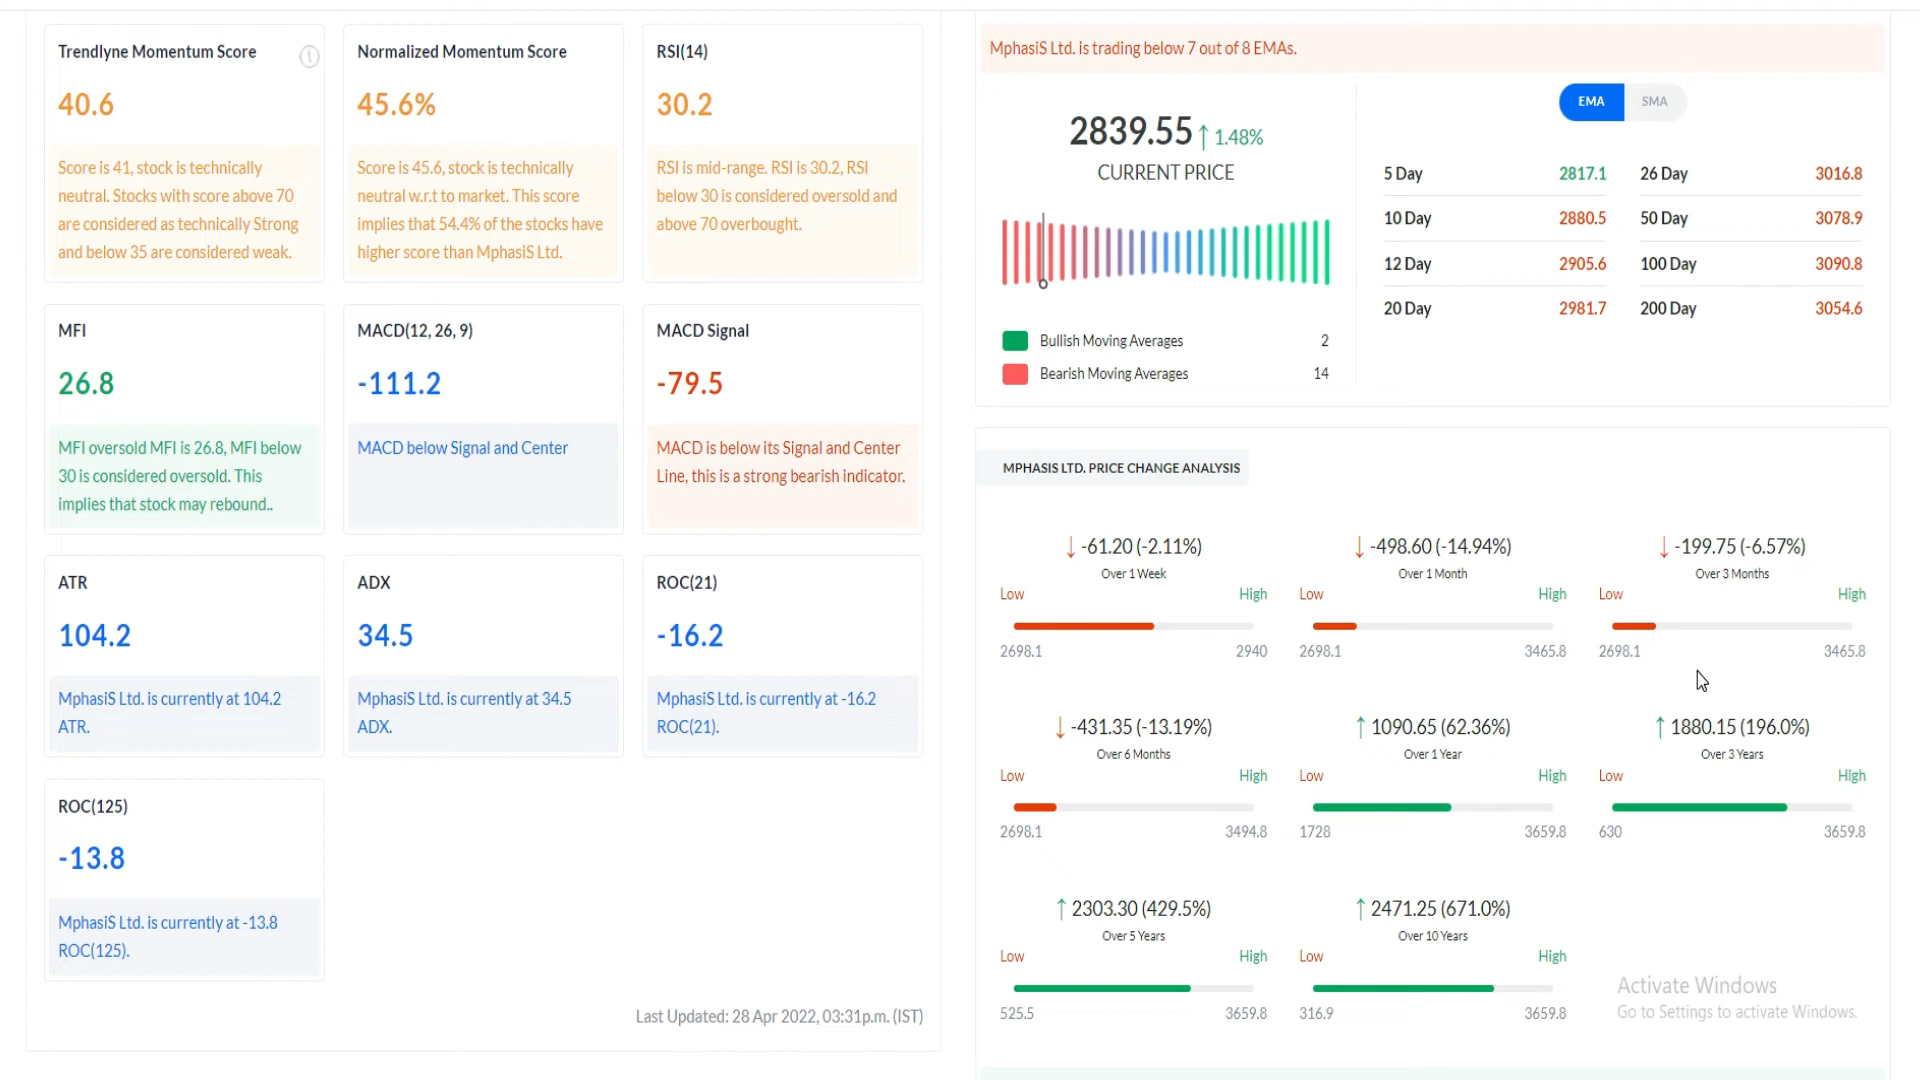 Trendlyne Momentum Score
40.6
Score is 41, stock is technically
neutral. Stocks with score above 70
are considered as technically Strong
and below 35 are considered weak.
Normalized Momentum Score
45.6%
Score is 45.6, stock is technically
neutral w.r.t to market. This score
implies that 54.4% of the stocks have
higher score than MphasiS Ltd.
RSI(14)
30.2
RSI is mid-range. RSI is 30.2, RSI
below 30 is considered oversold and
above 70 overbought.
MFI
26.8
MFI oversold MFI is 26.8, MFI below
30 is considered oversold. This
implies that stock may rebound..
MACD(12, 26, 9)
-111.2
MACD below Signal and Center
MACD Signal
-79.5
MACD is below its Signal and Center
Line, this is a strong bearish indicator.
ATR
104.2
MphasiS Ltd. is currently at 104.2
ATR.
ADX
34.5
MphasiS Ltd. is currently at 34.5
ADX.
ROC(21)
-16.2
MphasiS Ltd. is currently at -16.2
ROC(21).
ROC(125)
-13.8
MphasiS Ltd. is currently at -13.8
ROC(125).
Last Updated: 28 Apr 2022, 03:31p.m. (IST)
MphasiS Ltd. is trading below 7 out of 8 EMAs.
2839.55 ↑ 1.48%
CURRENT PRICE
Bullish Moving Averages 2
Bearish Moving Averages 14
EMA SMA
5 Day 2817.1 26 Day 3016.8
10 Day 2880.5 50 Day 3078.9
12 Day 2905.6 100 Day 3090.8
20 Day 2981.7 200 Day 3054.6
MPHASIS LTD. PRICE CHANGE ANALYSIS
↓ -61.20 (-2.11%)
Over 1 Week
Low High
2698.1 2940
↓ -498.60 (-14.94%)
Over 1 Month
Low High
2698.1 3465.8
↓ -199.75 (-6.57%)
Over 3 Months
Low High
2698.1 3465.8
↓ -431.35 (-13.19%)
Over 6 Months
Low High
2698.1 3494.8
↑ 1090.65 (62.36%)
Over 1 Year
Low High
1728 3659.8
↑ 1880.15 (196.0%)
Over 3 Years
Low High
630 3659.8
↑ 2303.30 (429.5%)
Over 5 Years
Low High
525.5 3659.8
↑ 2471.25 (671.0%)
Over 10 Years
Low High
316.9 3659.8
Activate Windows
Go to Settings to activate Windows.